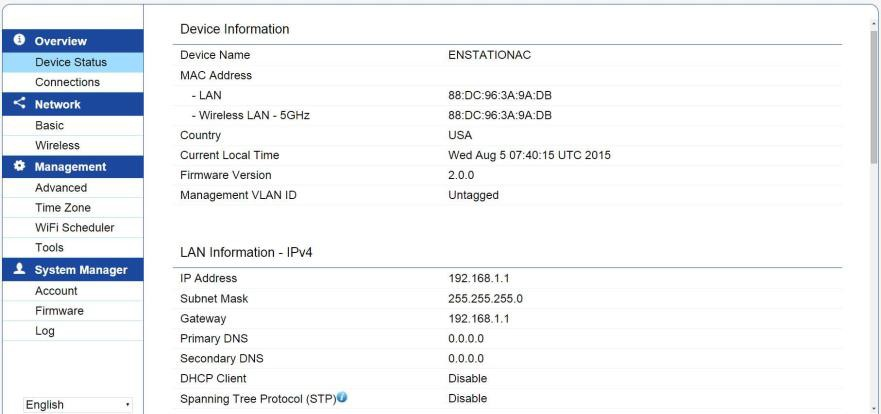 Overview
Device Status
Connections
Network
Basic
Wireless
Management
Advanced
Time Zone
WiFi Scheduler
Tools
System Manager
Account
Firmware
Log
English
Device Information
Device Name ENSTATIONAC
MAC Address
- LAN 88:DC:96:3A:9A:DB
- Wireless LAN - 5GHz 88:DC:96:3A:9A:DB
Country USA
Current Local Time Wed Aug 5 07:40:15 UTC 2015
Firmware Version 2.0.0
Management VLAN ID Untagged
LAN Information - IPv4
IP Address 192.168.1.1
Subnet Mask 255.255.255.0
Gateway 192.168.1.1
Primary DNS 0.0.0.0
Secondary DNS 0.0.0.0
DHCP Client Disable
Spanning Tree Protocol (STP) Disable